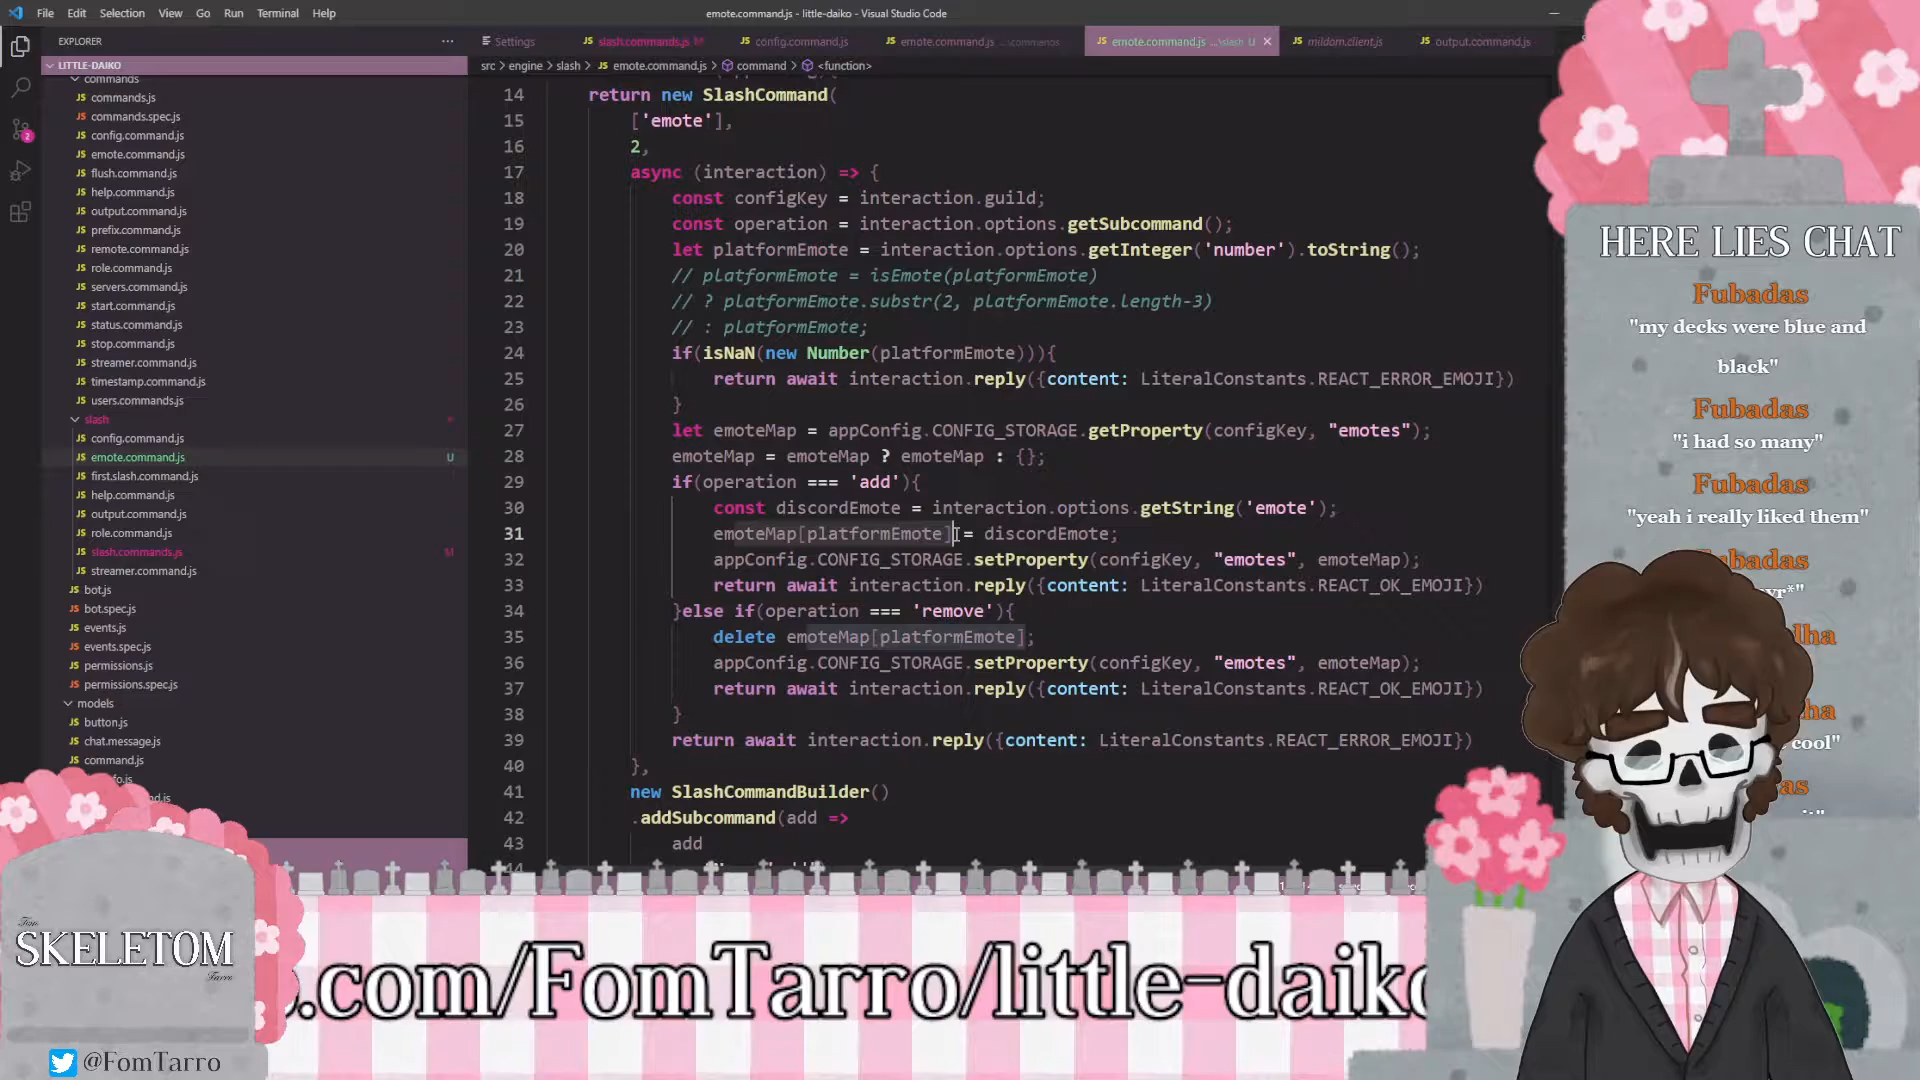 File Edit Selection View Go Run Terminal Help
emote.command.js - little-daiko - Visual Studio Code
EXPLORER
LITTLE-DAIKO
commands
commands.js
commands.spec.js
config.command.js
emote.command.js
flush.command.js
help.command.js
output.command.js
prefix.command.js
remote.command.js
role.command.js
servers.command.js
start.command.js
status.command.js
stop.command.js
streamer.command.js
timestamp.command.js
users.commands.js
slash
config.command.js
emote.command.js U
first.slash.command.js
help.command.js
output.command.js
role.command.js
slash.commands.js M
streamer.command.js
bot.js
bot.spec.js
events.js
events.spec.js
permissions.js
permissions.spec.js
models
button.js
chat.message.js
command.js
Settings
slash.commands.js M
config.command.js
emote.command.js ...\commands
emote.command.js ...\slash U
mildom.client.js
output.command.js
src > engine > slash > emote.command.js > command > <function>
14 return new SlashCommand(
15 ['emote'],
16 2,
17 async (interaction) => {
18 const configKey = interaction.guild;
19 const operation = interaction.options.getSubcommand();
20 let platformEmote = interaction.options.getInteger('number').toString();
21 // platformEmote = isEmote(platformEmote)
22 // ? platformEmote.substr(2, platformEmote.length-3)
23 // : platformEmote;
24 if(isNaN(new Number(platformEmote))){
25 return await interaction.reply({content: LiteralConstants.REACT_ERROR_EMOJI})
26 }
27 let emoteMap = appConfig.CONFIG_STORAGE.getProperty(configKey, "emotes");
28 emoteMap = emoteMap ? emoteMap : {};
29 if(operation === 'add'){
30 const discordEmote = interaction.options.getString('emote');
31 emoteMap[platformEmote] = discordEmote;
32 appConfig.CONFIG_STORAGE.setProperty(configKey, "emotes", emoteMap);
33 return await interaction.reply({content: LiteralConstants.REACT_OK_EMOJI})
34 }else if(operation === 'remove'){
35 delete emoteMap[platformEmote];
36 appConfig.CONFIG_STORAGE.setProperty(configKey, "emotes", emoteMap);
37 return await interaction.reply({content: LiteralConstants.REACT_OK_EMOJI})
38 }
39 return await interaction.reply({content: LiteralConstants.REACT_ERROR_EMOJI})
40 },
41 new SlashCommandBuilder()
42 .addSubcommand(add =>
43 add
HERE LIES CHAT
Fubadas
"my decks were blue and
black"
Fubadas
"i had so many"
Fubadas
"yeah i really liked them"
cool"
Tom
SKELETOM
Tarro
@FomTarro
.com/FomTarro/little-daiko